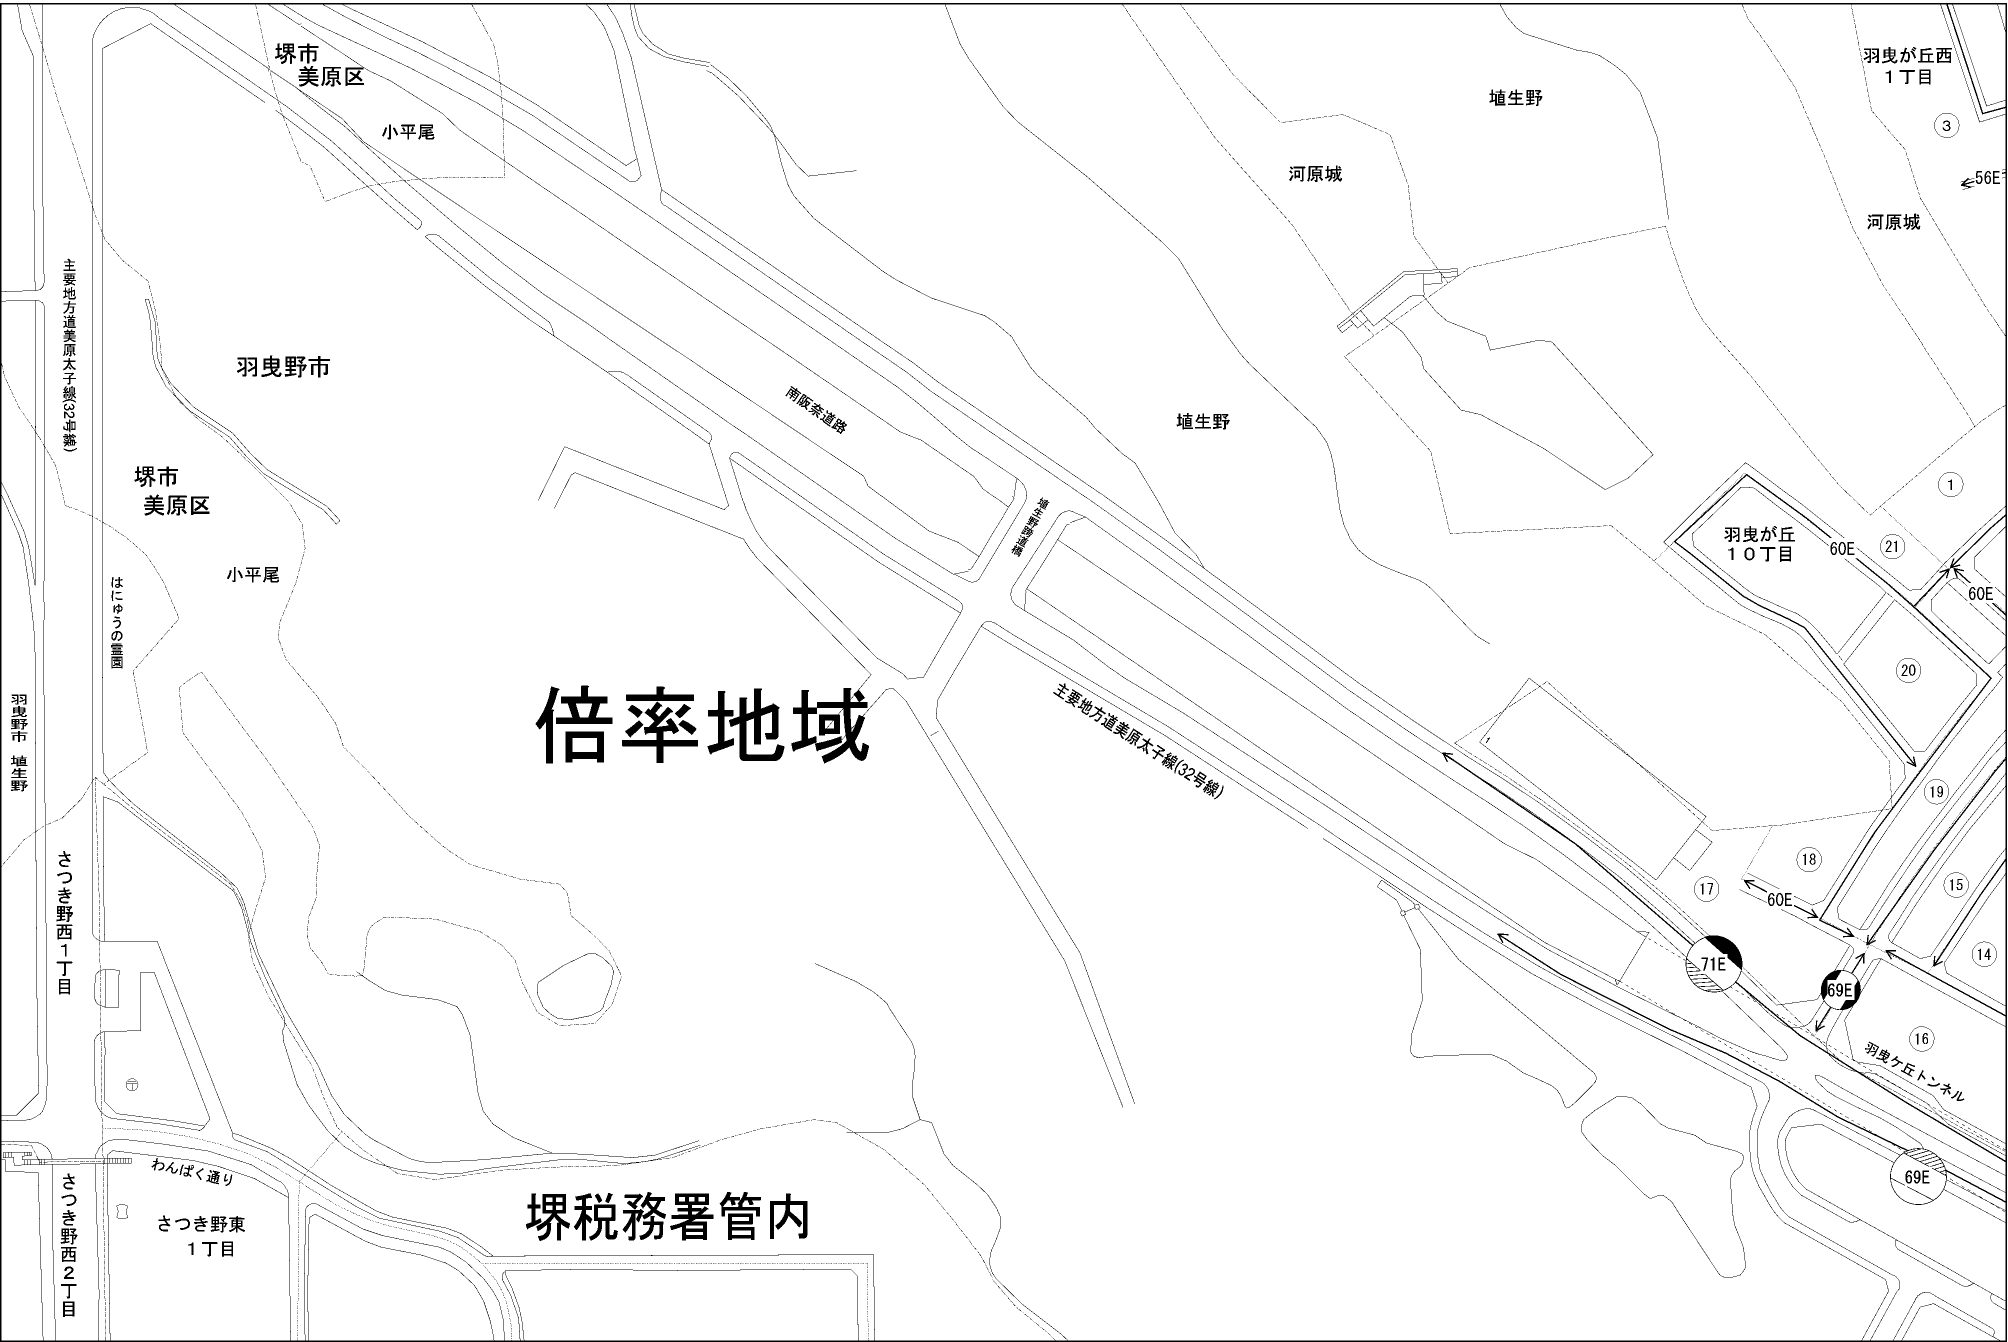 堺市
美原区
小平尾
羽曳が丘西
１丁目
埴生野
3
河原城
56E
河原城
主要地方道美原太子線(32号線)
羽曳野市
南阪奈道路
埴生野
堺市
美原区
1
埴生野跨道橋
羽曳が丘
１０丁目
60E
21
小平尾
はにゅうの霊園
60E
20
倍率地域
主要地方道美原太子線(32号線)
羽曳野市 埴生野
19
さつき野西１丁目
18
17
60E
15
14
71E
69E
16
羽曳ケ丘トンネル
わんぱく通り
69E
さつき野西２丁目
さつき野東
１丁目
堺税務署管内